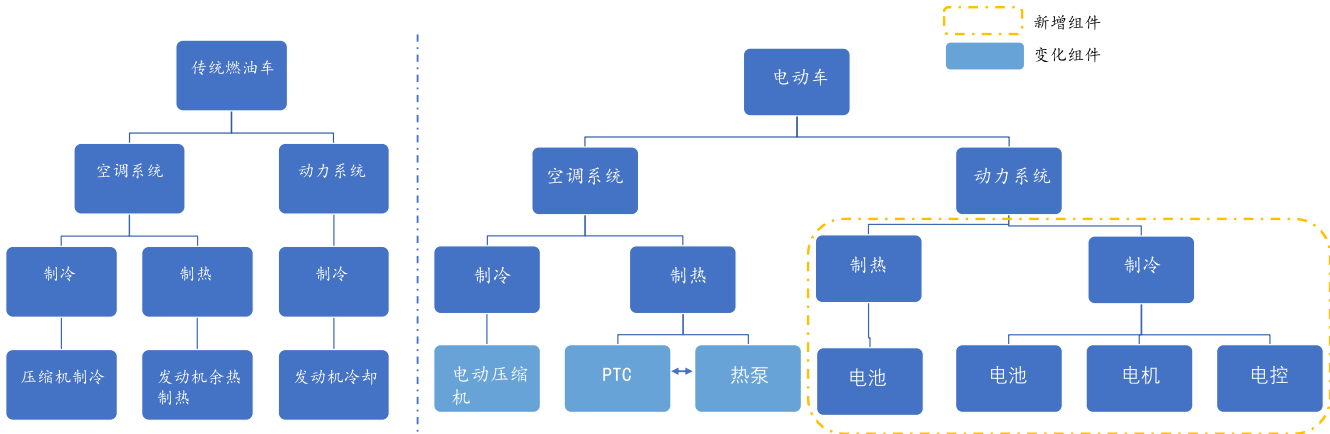 新增组件
变化组件
传统燃油车
空调系统
动力系统
制冷
制热
制冷
压缩机制冷
发动机余热
制热
发动机冷却
电动车
空调系统
动力系统
制冷
制热
制热
制冷
电动压缩
机
PTC
热泵
电池
电池
电机
电控